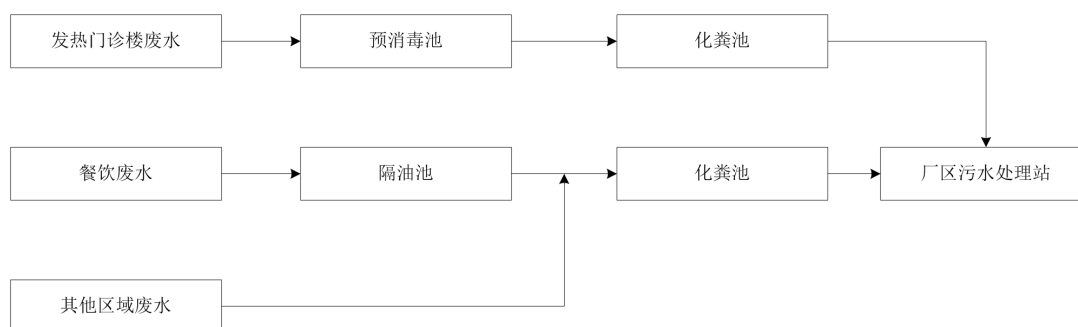 发热门诊楼废水
预消毒池
化粪池
餐饮废水
隔油池
化粪池
厂区污水处理站
其他区域废水